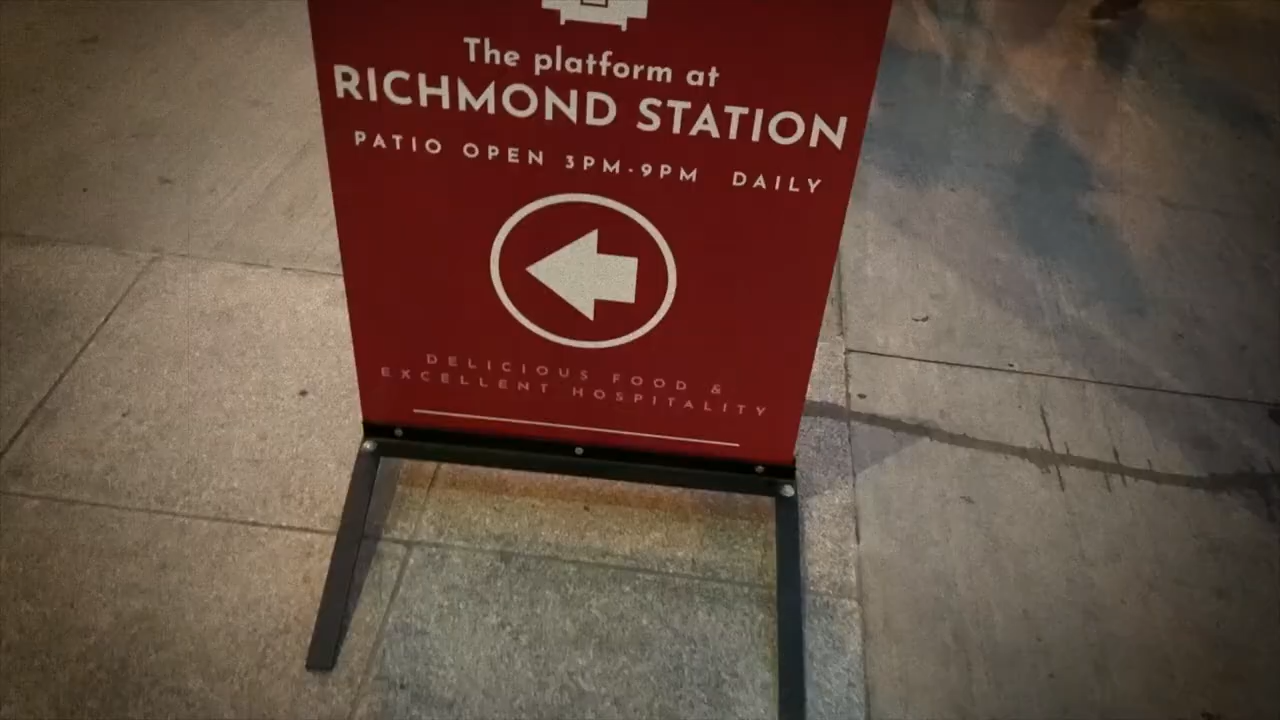 The platform at
RICHMOND STATION
PATIO OPEN 3PM-9PM DAILY
DELICIOUS FOOD &
EXCELLENT HOSPITALITY